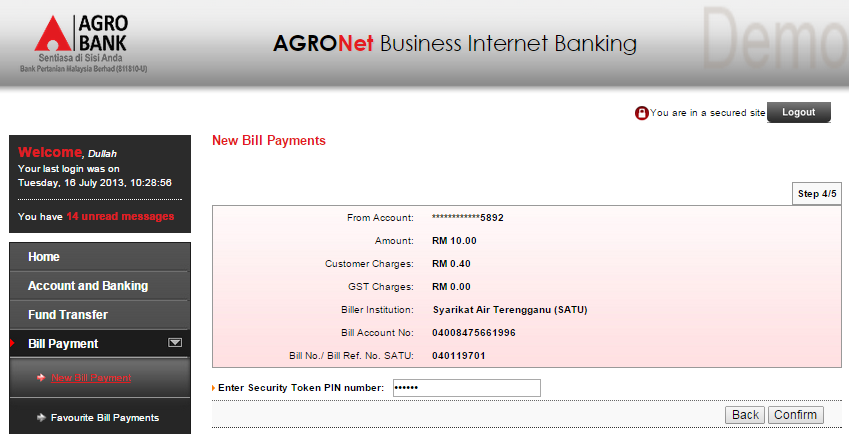 AGRO
BANK
Sentiasa di Sisi Anda
Bank Pertanian Malaysia Berhad (811810-U)
AGRONet Business Internet Banking
Demo
You are in a secured site
Logout
Welcome, Dullah
Your last login was on
Tuesday, 16 July 2013, 10:28:56
You have 14 unread messages
Home
Account and Banking
Fund Transfer
Bill Payment
New Bill Payment
Favourite Bill Payments
New Bill Payments
Step 4/5
From Account: ************5892
Amount: RM 10.00
Customer Charges: RM 0.40
GST Charges: RM 0.00
Biller Institution: Syarikat Air Terengganu (SATU)
Bill Account No: 04008475661996
Bill No./ Bill Ref. No. SATU: 040119701
Enter Security Token PIN number: ••••••
Back Confirm